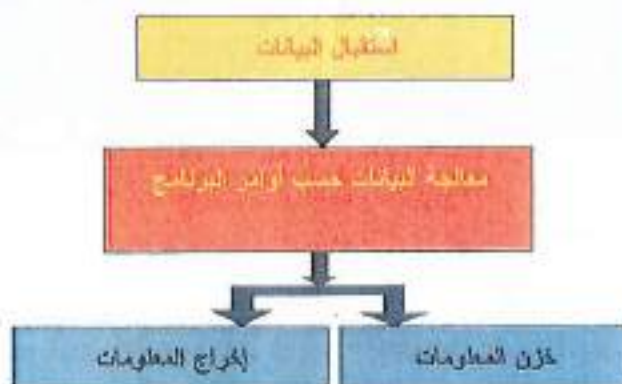 استقبال البيانات
معالجة البيانات حسب أوامر البرنامج
خزن المعلومات
إخراج المعلومات